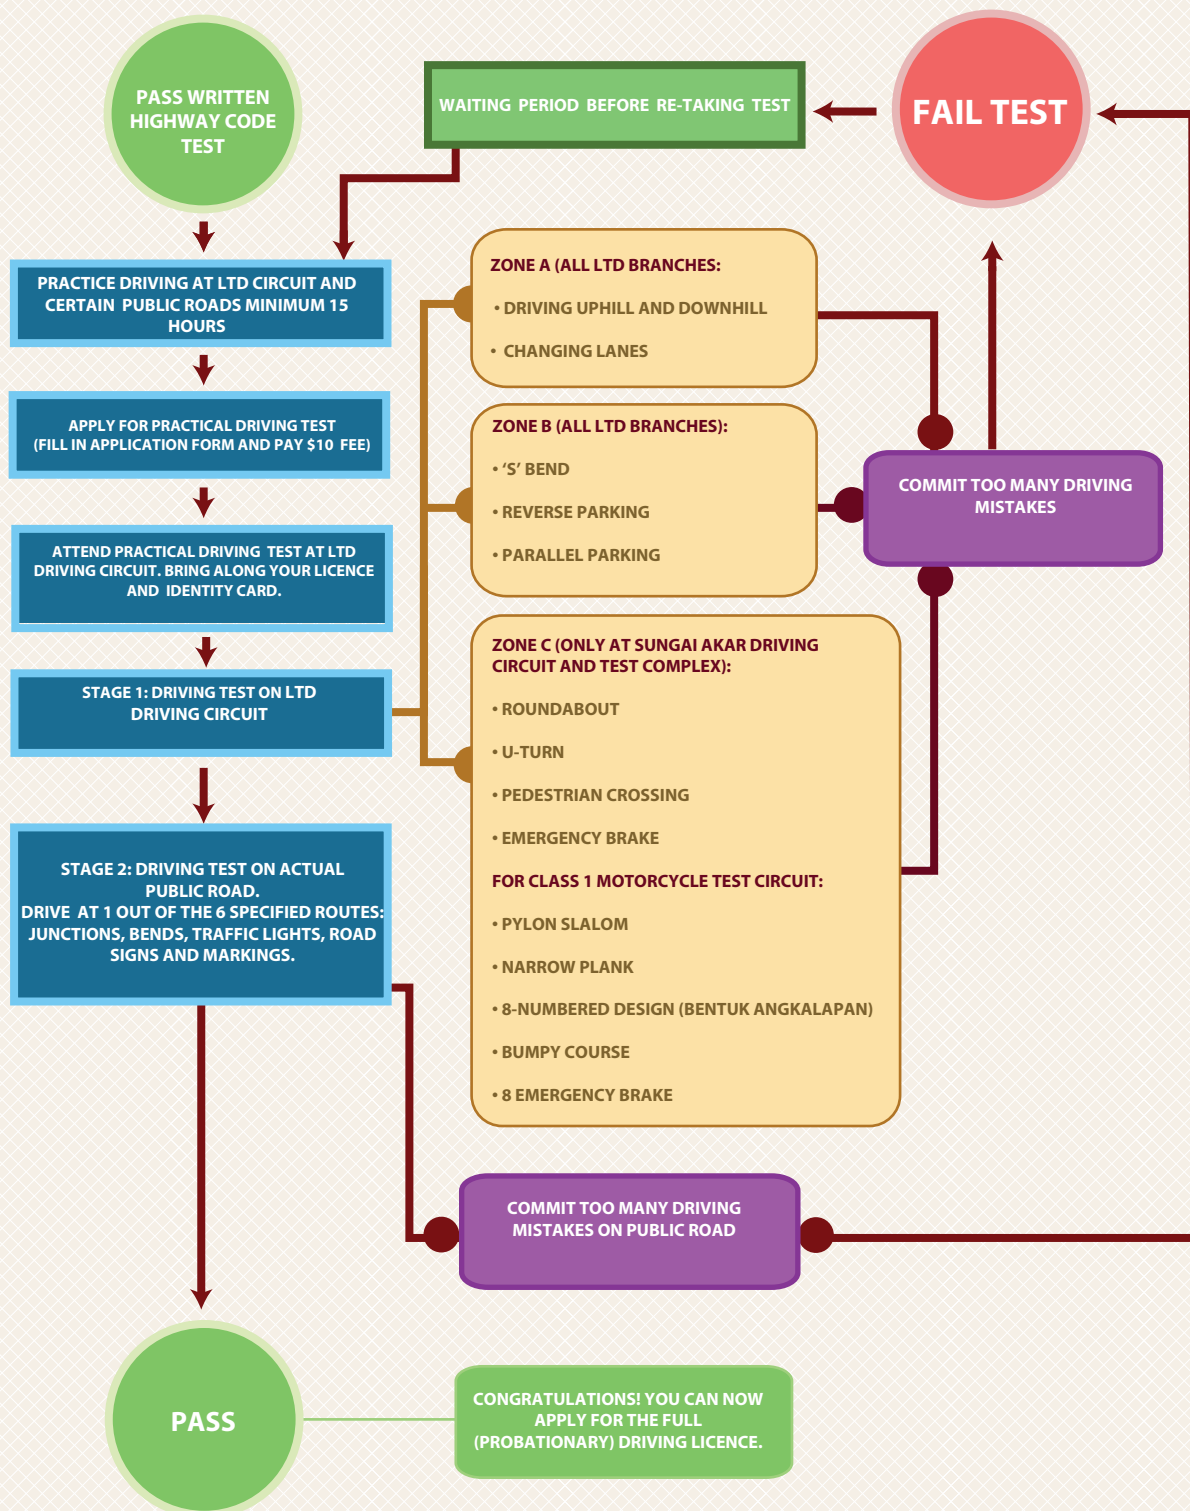 PASS WRITTEN
HIGHWAY CODE
TEST
WAITING PERIOD BEFORE RE-TAKING TEST
FAIL TEST
PRACTICE DRIVING AT LTD CIRCUIT AND
CERTAIN PUBLIC ROADS MINIMUM 15
HOURS
APPLY FOR PRACTICAL DRIVING TEST
(FILL IN APPLICATION FORM AND PAY $10 FEE)
ATTEND PRACTICAL DRIVING TEST AT LTD
DRIVING CIRCUIT. BRING ALONG YOUR LICENCE
AND IDENTITY CARD.
STAGE 1: DRIVING TEST ON LTD
DRIVING CIRCUIT
STAGE 2: DRIVING TEST ON ACTUAL
PUBLIC ROAD.
DRIVE AT 1 OUT OF THE 6 SPECIFIED ROUTES:
JUNCTIONS, BENDS, TRAFFIC LIGHTS, ROAD
SIGNS AND MARKINGS.
ZONE A (ALL LTD BRANCHES:
• DRIVING UPHILL AND DOWNHILL
• CHANGING LANES
ZONE B (ALL LTD BRANCHES):
• ‘S’ BEND
• REVERSE PARKING
• PARALLEL PARKING
ZONE C (ONLY AT SUNGAI AKAR DRIVING
CIRCUIT AND TEST COMPLEX):
• ROUNDABOUT
• U-TURN
• PEDESTRIAN CROSSING
• EMERGENCY BRAKE
FOR CLASS 1 MOTORCYCLE TEST CIRCUIT:
• PYLON SLALOM
• NARROW PLANK
• 8-NUMBERED DESIGN (BENTUK ANGKALAPAN)
• BUMPY COURSE
• 8 EMERGENCY BRAKE
COMMIT TOO MANY DRIVING
MISTAKES
COMMIT TOO MANY DRIVING
MISTAKES ON PUBLIC ROAD
PASS
CONGRATULATIONS! YOU CAN NOW
APPLY FOR THE FULL
(PROBATIONARY) DRIVING LICENCE.